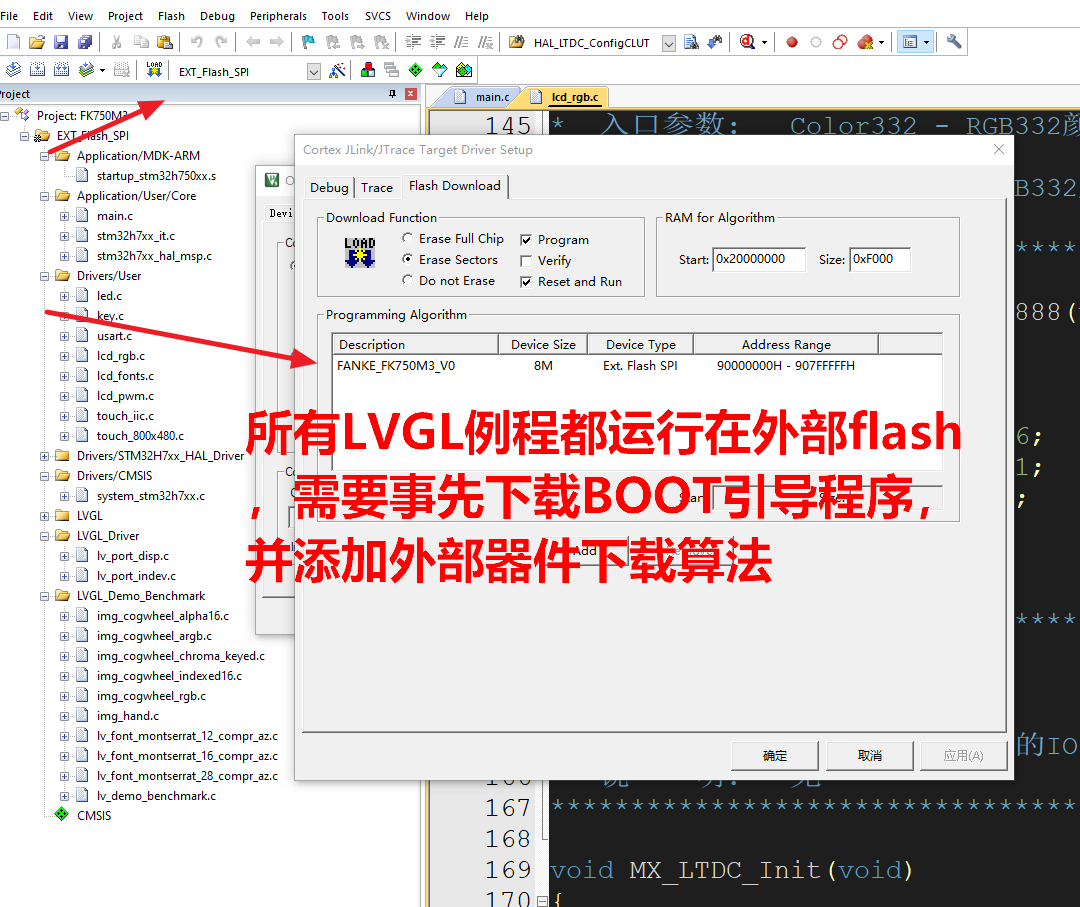 File Edit View Project Flash Debug Peripherals Tools SVCS Window Help
HAL_LTDC_ConfigCLUT
LOAD
EXT_Flash_SPI
Project
main.c
lcd_rgb.c
Project: FK750M3
EXT_Flash_SPI
Application/MDK-ARM
startup_stm32h750xx.s
Application/User/Core
main.c
stm32h7xx_it.c
stm32h7xx_hal_msp.c
Drivers/User
led.c
key.c
usart.c
lcd_rgb.c
lcd_fonts.c
lcd_pwm.c
touch_iic.c
touch_800x480.c
Drivers/STM32H7xx_HAL_Driver
Drivers/CMSIS
system_stm32h7xx.c
LVGL
LVGL_Driver
lv_port_disp.c
lv_port_indev.c
LVGL_Demo_Benchmark
img_cogwheel_alpha16.c
img_cogwheel_argb.c
img_cogwheel_chroma_keyed.c
img_cogwheel_indexed16.c
img_cogwheel_rgb.c
img_hand.c
lv_font_montserrat_12_compr_az.c
lv_font_montserrat_16_compr_az.c
lv_font_montserrat_28_compr_az.c
lv_demo_benchmark.c
CMSIS
145 * 入口参数: Color332 - RGB332颜
B332
****
888(
6;
1;
;
****
的IO
167 **********************************
168
169 void MX_LTDC_Init(void)
170 {
Devi
Cortex JLink/JTrace Target Driver Setup
Debug Trace Flash Download
Download Function
LOAD
Erase Full Chip
Erase Sectors
Do not Erase
Program
Verify
Reset and Run
RAM for Algorithm
Start: 0x20000000 Size: 0xF000
Programming Algorithm
Description Device Size Device Type Address Range
FANKE_FK750M3_V0 8M Ext. Flash SPI 90000000H - 907FFFFFH
所有LVGL例程都运行在外部flash
，需要事先下载BOOT引导程序，
并添加外部器件下载算法
Add
确定 取消 应用(A)